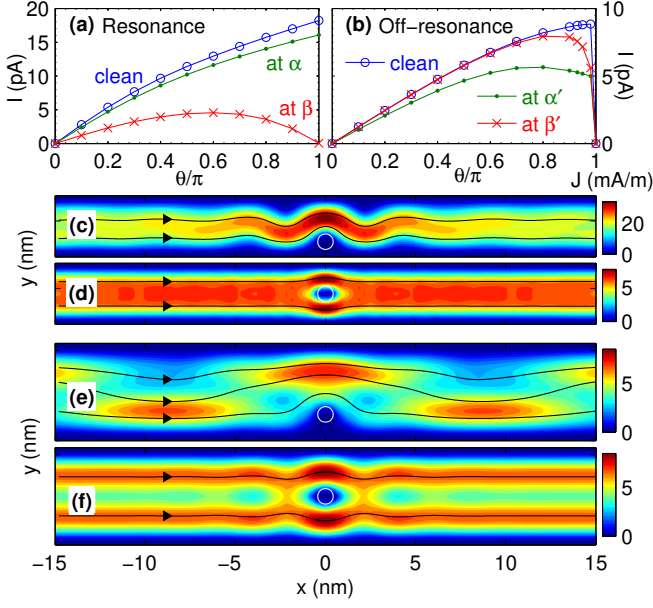 (a) Resonance
clean
at α
at β
I (pA)
20
15
10
5
0
0 0.2 0.4 0.6 0.8 1
θ/π
(b) Off−resonance
clean
at α′
at β′
I (pA)
10
5
0
0 0.2 0.4 0.6 0.8 1
θ/π
J (mA/m)
(c)
20
0
(d)
5
0
y (nm)
(e)
5
0
y (nm)
(f)
5
0
−15 −10 −5 0 5 10 15
x (nm)